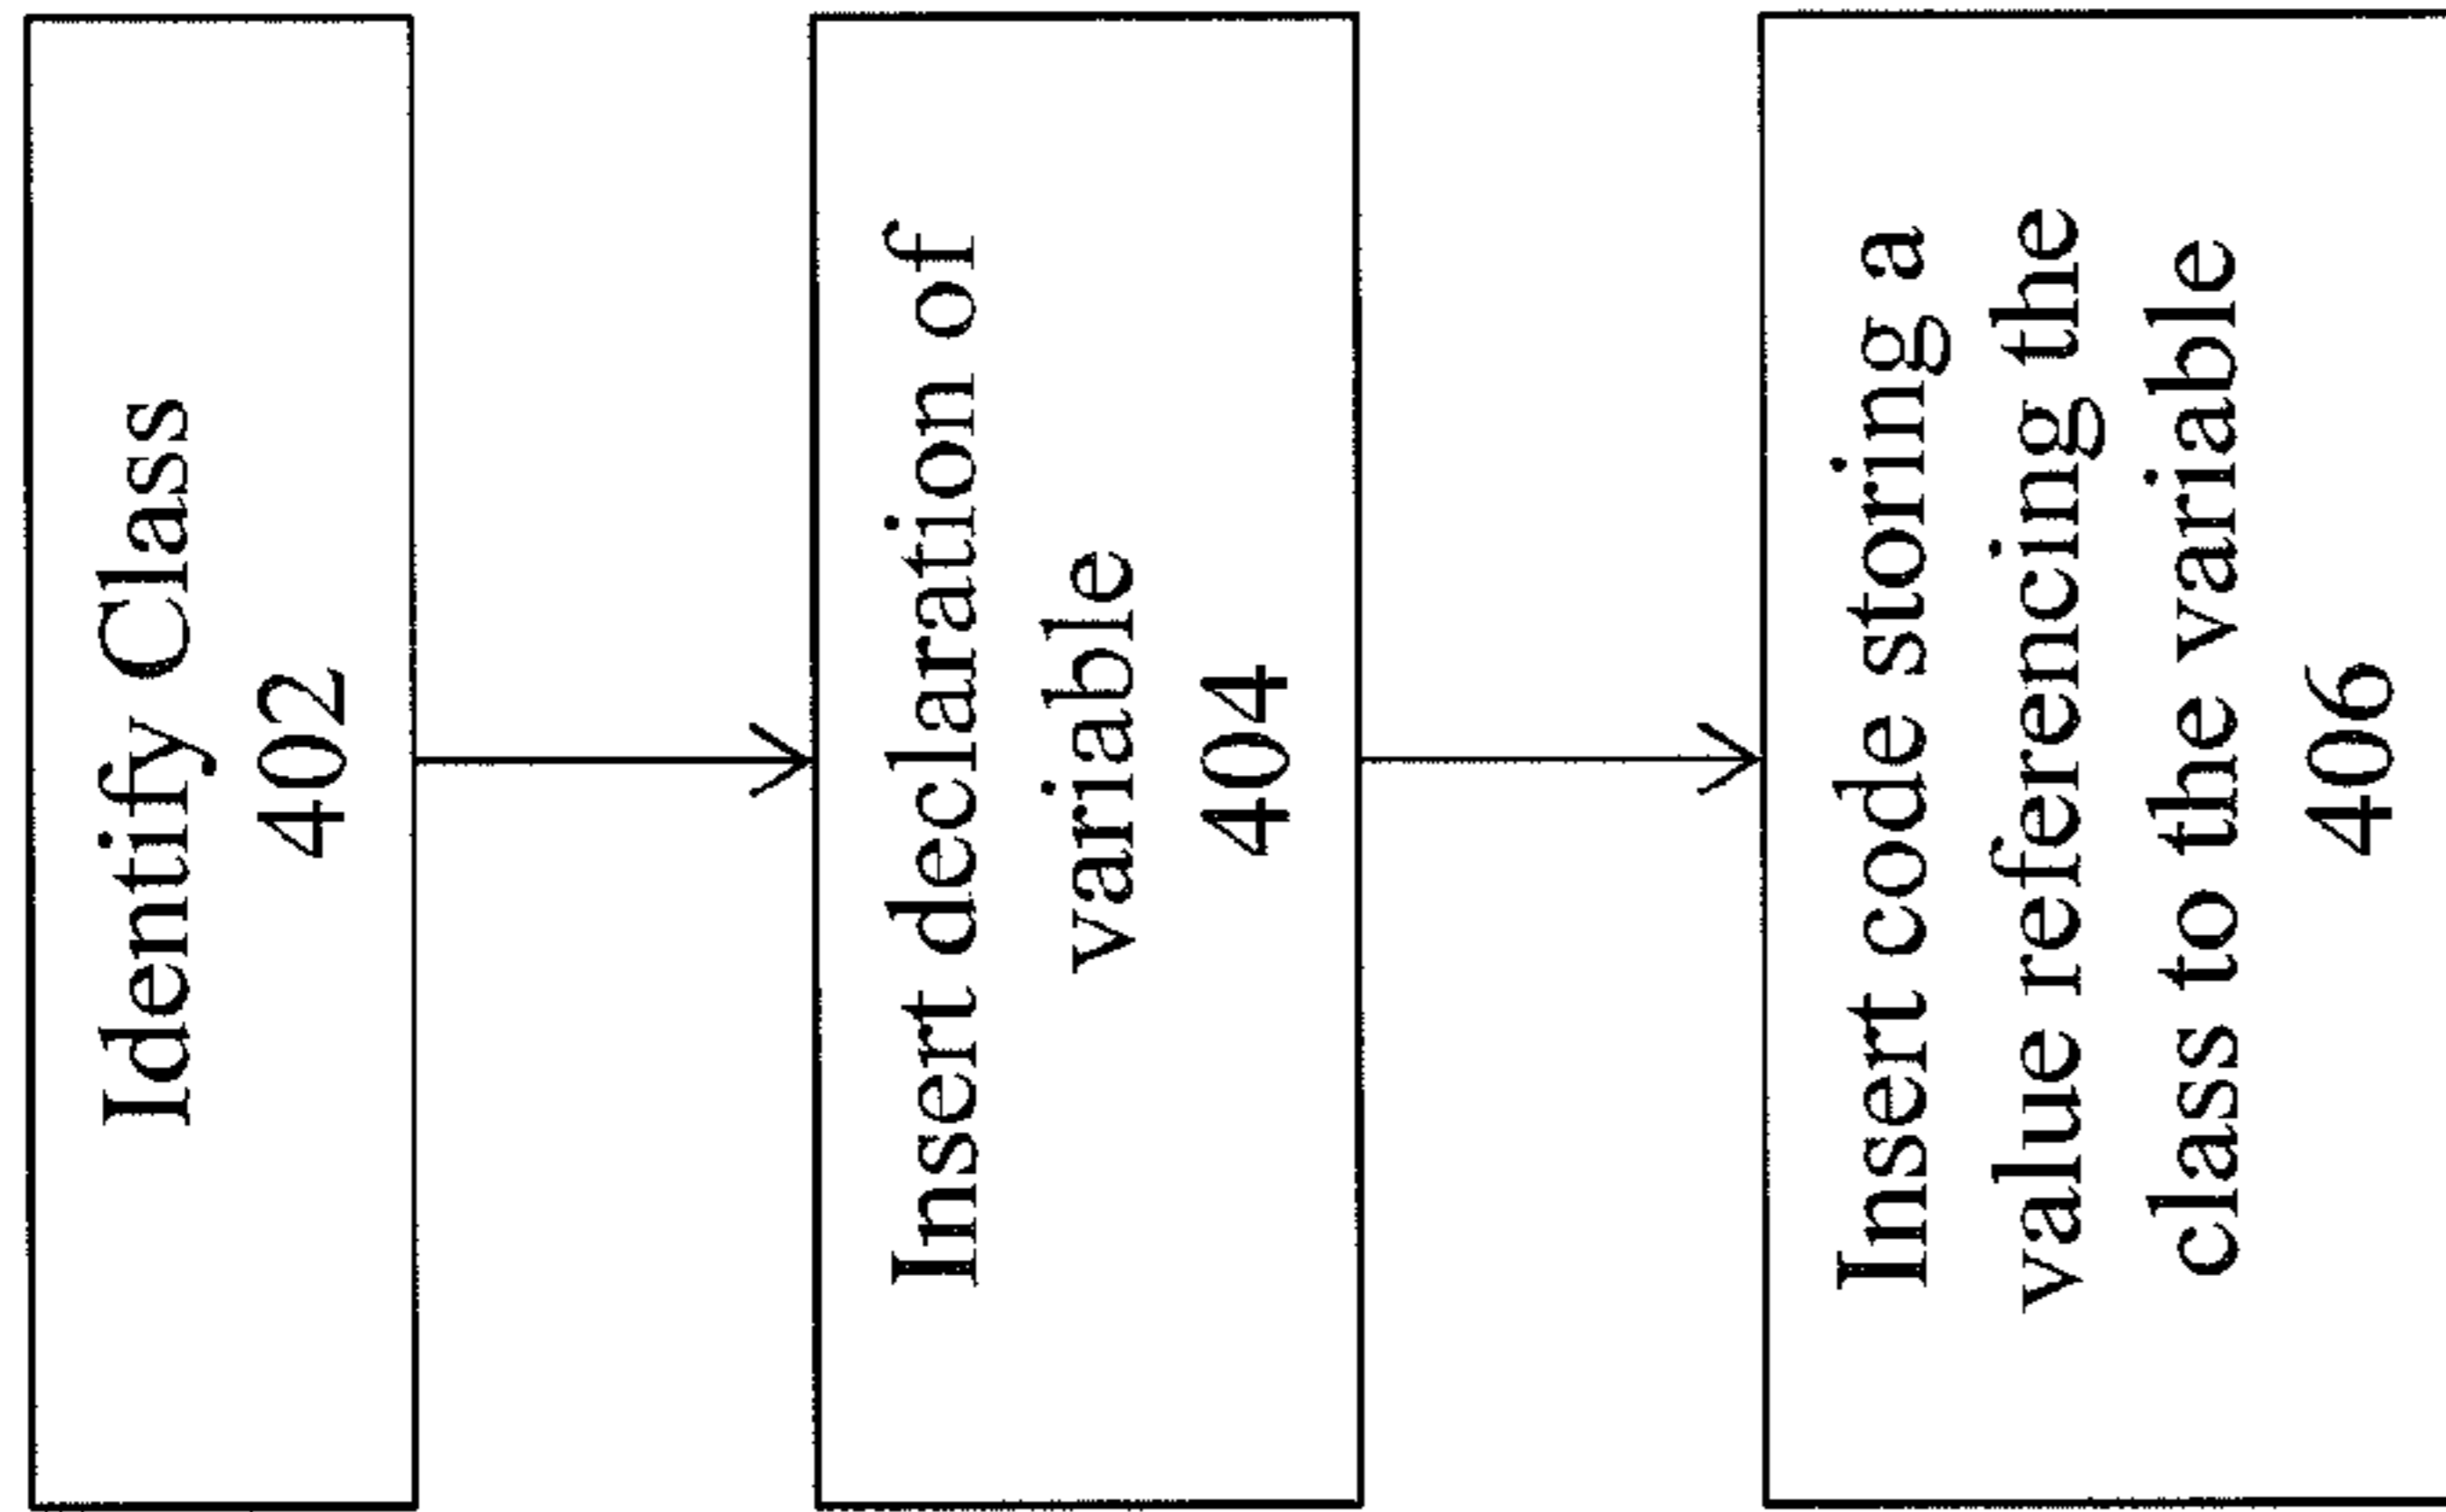 Identify Class
402
Insert declaration of
variable
404
Insert code storing a
value referencing the
class to the variable
406